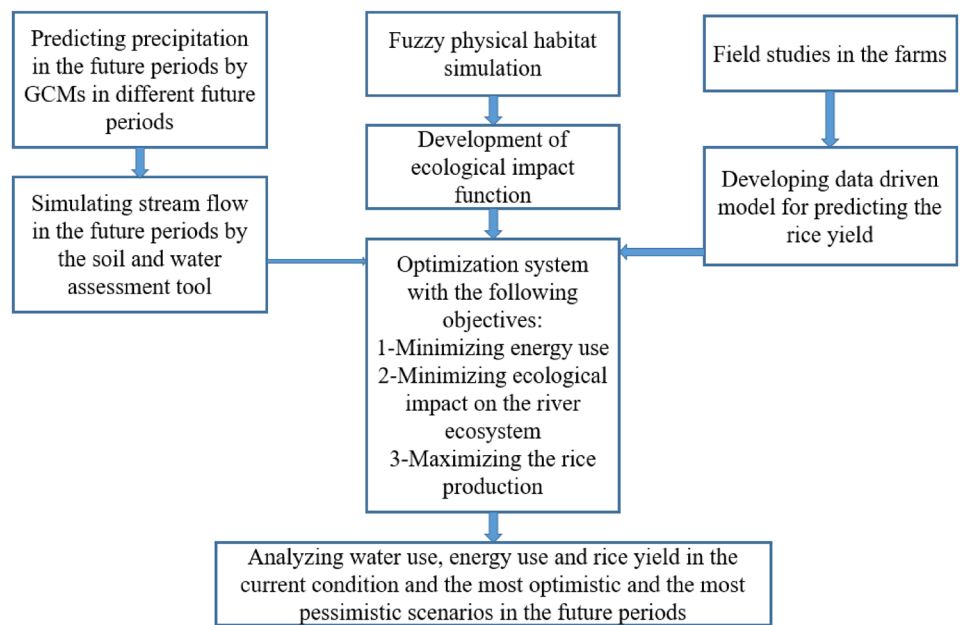 Predicting precipitation
in the future periods by
GCMs in different future
periods
Simulating stream flow
in the future periods by
the soil and water
assessment tool
Fuzzy physical habitat
simulation
Development of
ecological impact
function
Optimization system
with the following
objectives:
1-Minimizing energy use
2-Minimizing ecological
impact on the river
ecosystem
3-Maximizing the rice
production
Field studies in the farms
Developing data driven
model for predicting the
rice yield
Analyzing water use, energy use and rice yield in the
current condition and the most optimistic and the most
pessimistic scenarios in the future periods